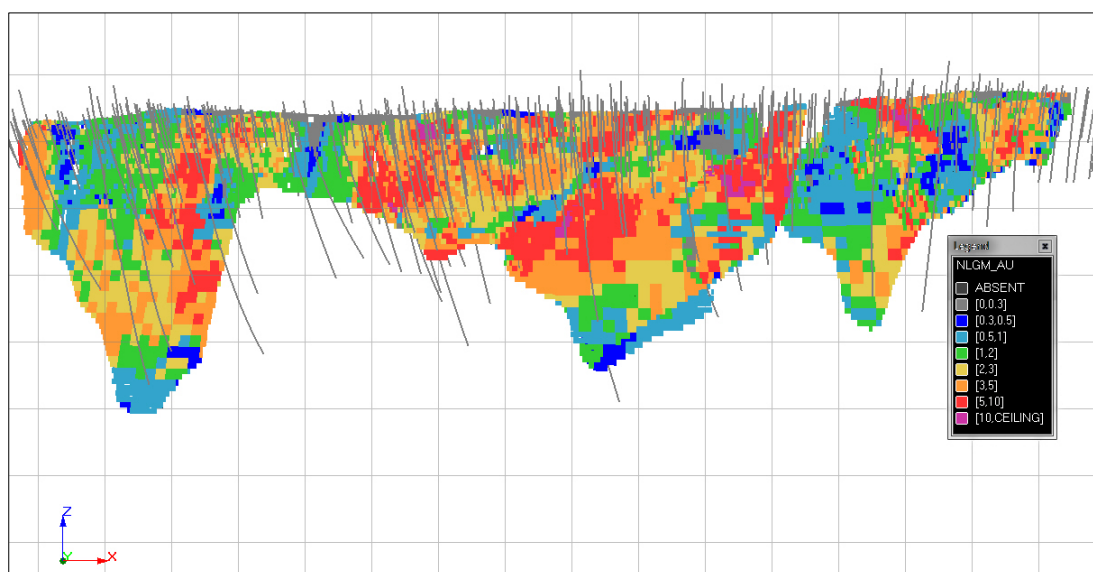 Legend
NLGM_AU
ABSENT
[0,0.3]
[0.3,0.5]
[0.5,1]
[1,2]
[2,3]
[3,5]
[5,10]
[10,CEILING]
Z
Y
X